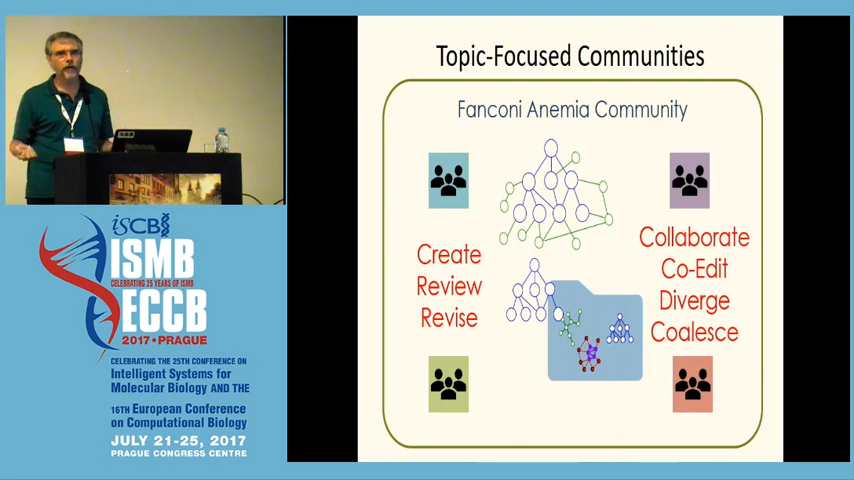 Topic-Focused Communities
Fanconi Anemia Community
Create
Review
Revise
Collaborate
Co-Edit
Diverge
Coalesce
iSCB
ISMB
CELEBRATING 25 YEARS OF ISMB
ECCB
2017 • PRAGUE
CELEBRATING THE 25TH CONFERENCE ON
Intelligent Systems for
Molecular Biology AND THE
16TH European Conference
on Computational Biology
JULY 21-25, 2017
PRAGUE CONGRESS CENTRE